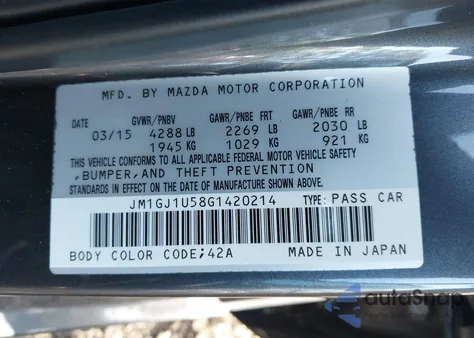 MFD. BY MAZDA MOTOR CORPORATION
DATE GVWR/PNBV GAWR/PNBE FRT GAWR/PNBE RR
03/15 4288 LB 2269 LB 2030 LB
1945 KG 1029 KG 921 KG
THIS VEHICLE CONFORMS TO ALL APPLICABLE FEDERAL MOTOR VEHICLE SAFETY
,BUMPER,AND THEFT PREVENTION
STANDARDS IN EFFECT ON THE DATE OF MANUFACTURE SHOWN ABOVE.
JM1GJ1U58G1420214 TYPE: PASS CAR
BODY COLOR CODE;42A MADE IN JAPAN
autoSnap